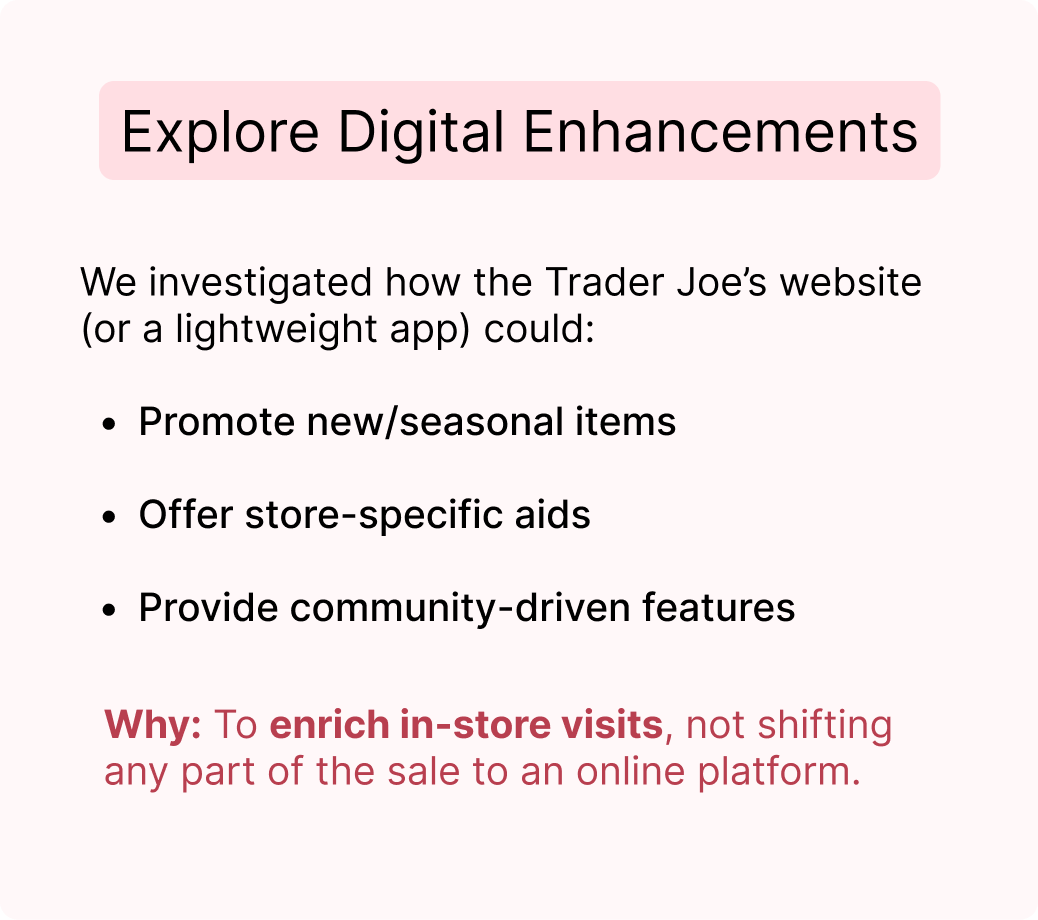 Explore Digital Enhancements
We investigated how the Trader Joe’s website
(or a lightweight app) could:
• Promote new/seasonal items
• Offer store-specific aids
• Provide community-driven features
Why: To enrich in-store visits, not shifting
any part of the sale to an online platform.